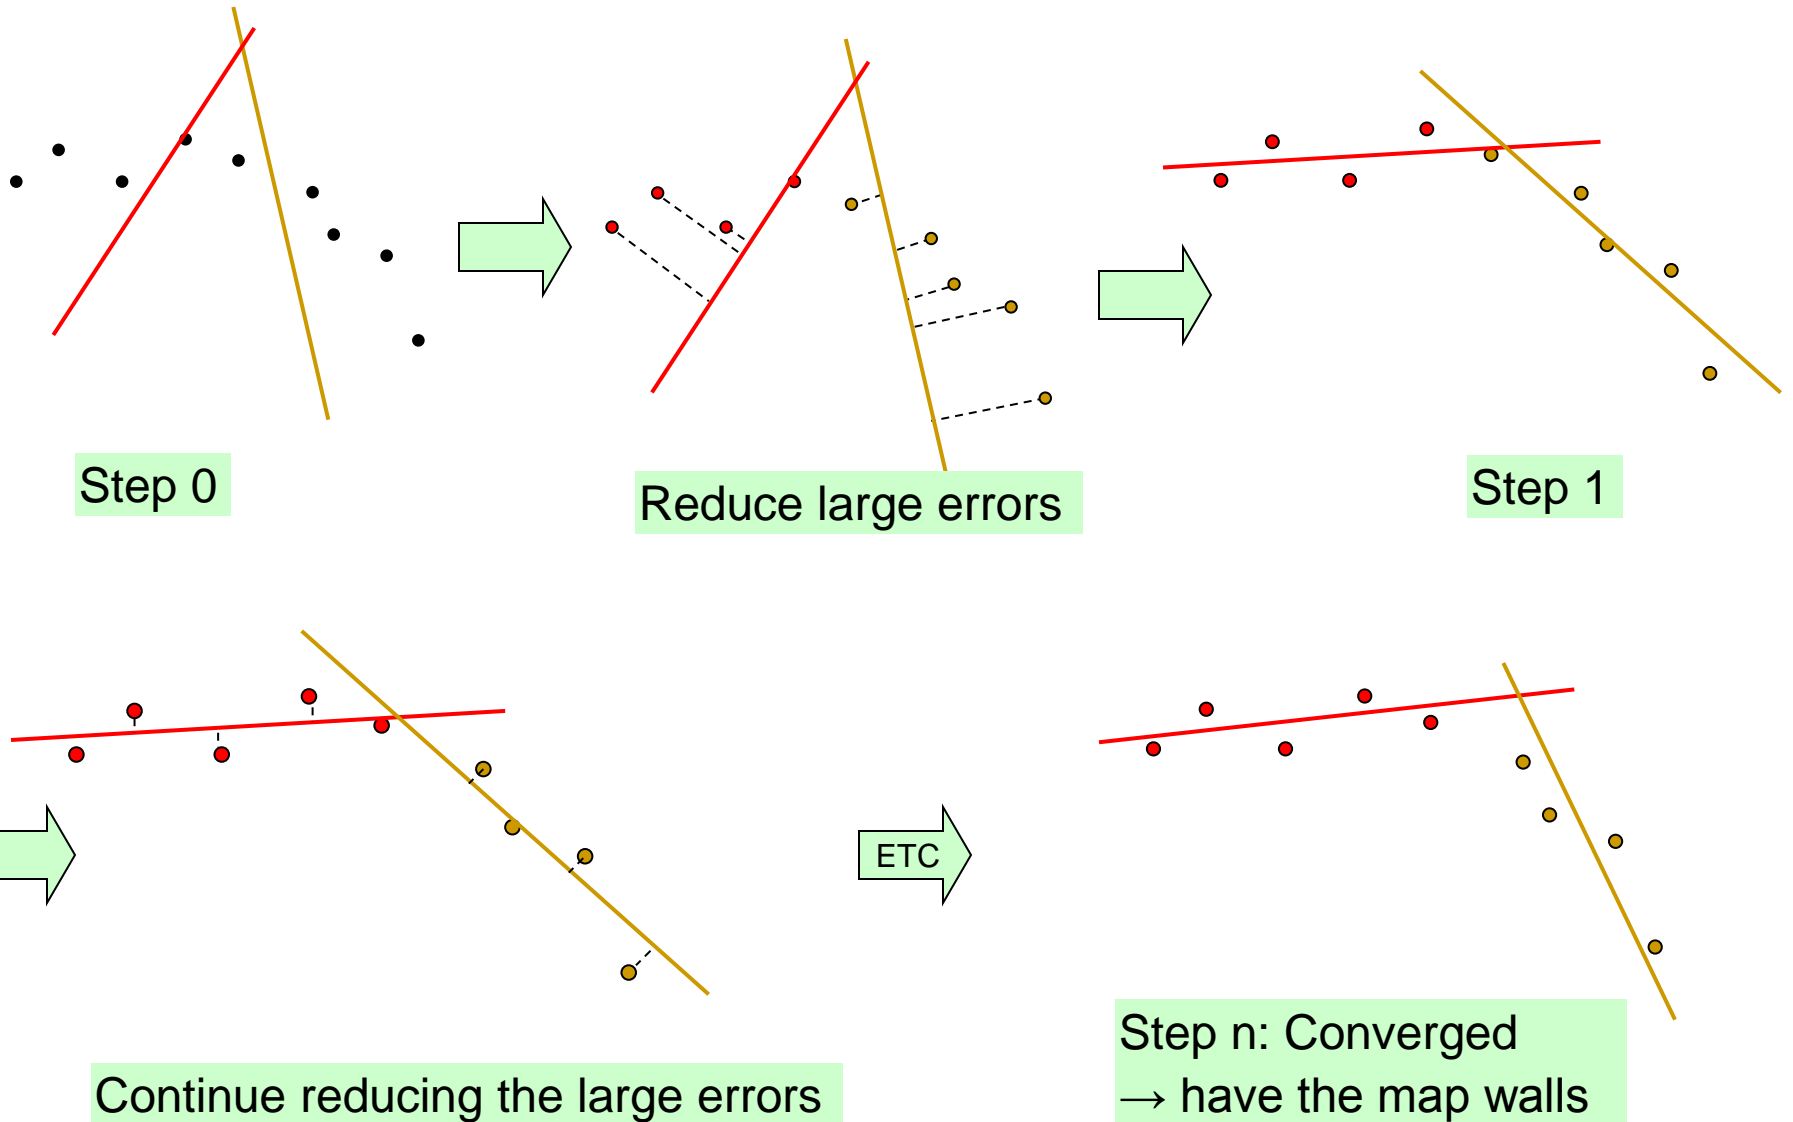 Step 0
Reduce large errors
Step 1
ETC
Continue reducing the large errors
Step n: Converged
→ have the map walls